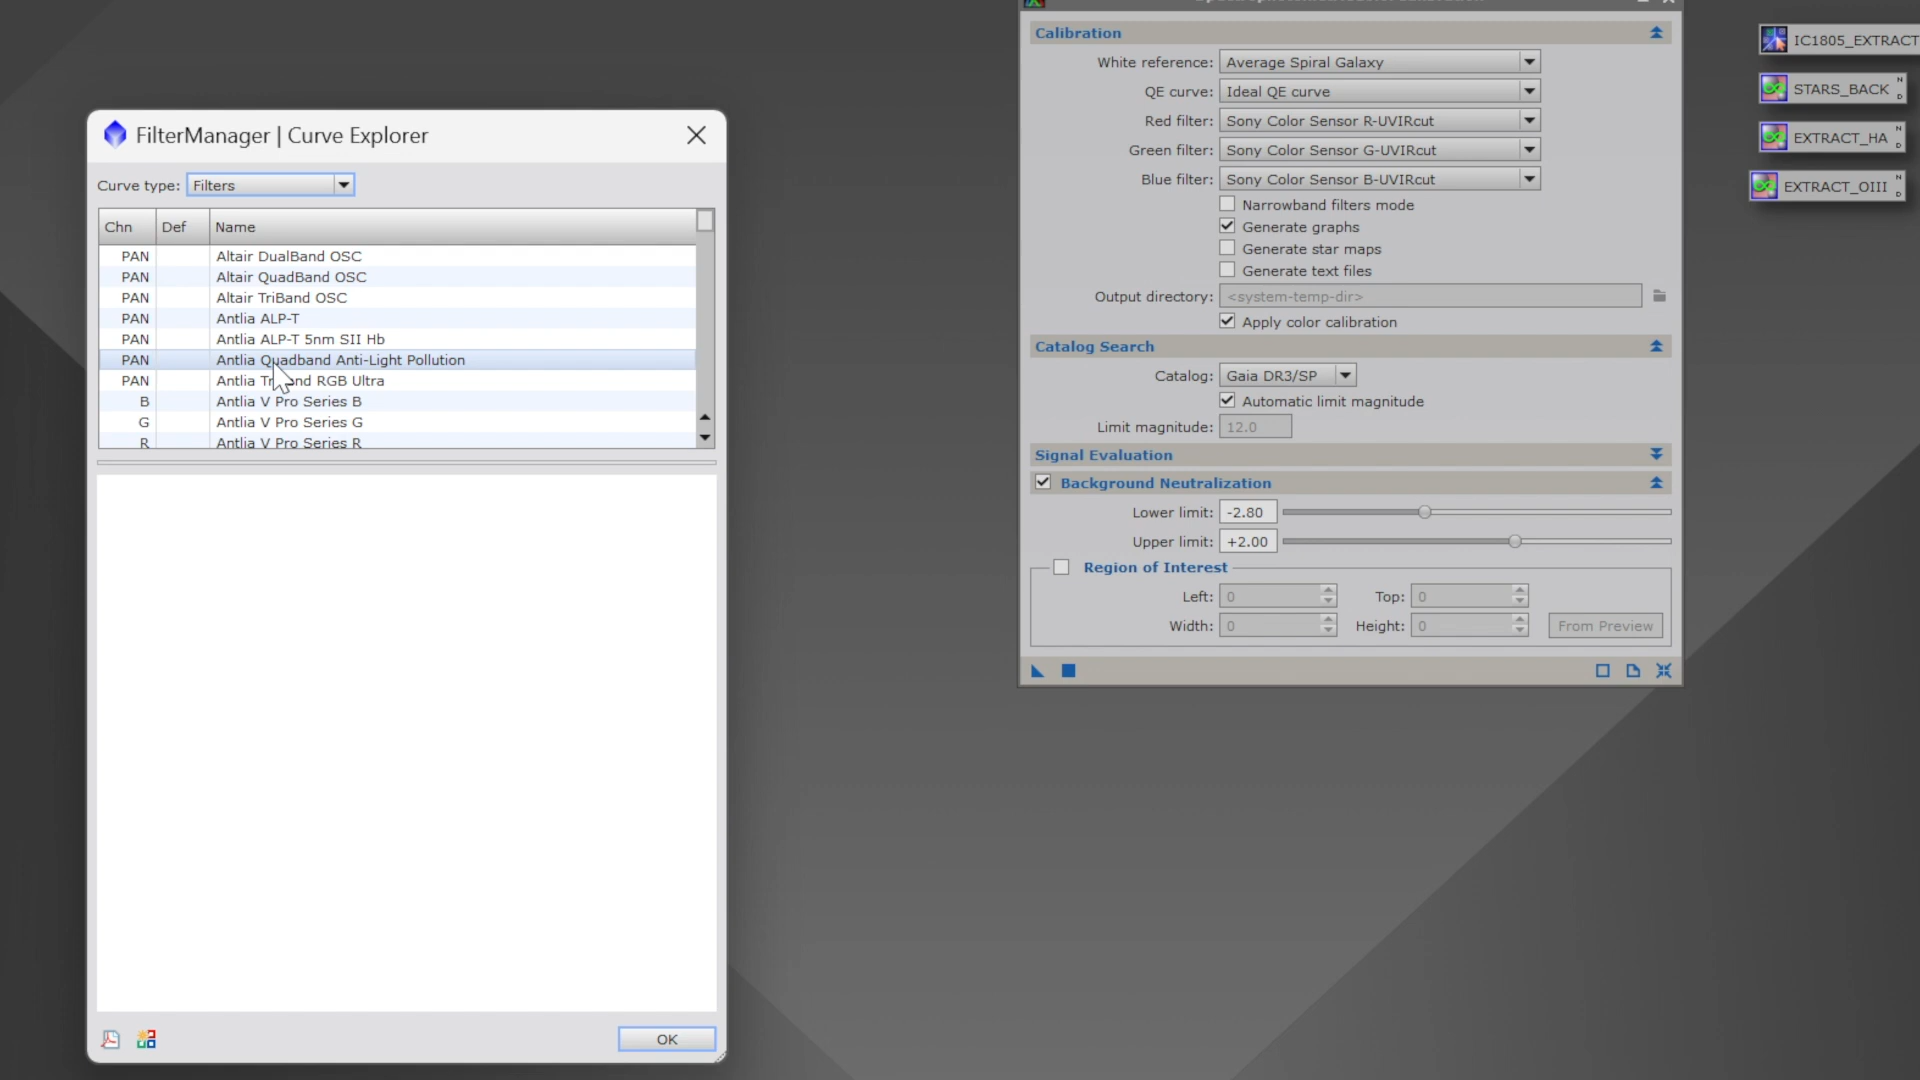 FilterManager | Curve Explorer
Curve type: Filters
Chn Def Name
PAN Altair DualBand OSC
PAN Altair QuadBand OSC
PAN Altair TriBand OSC
PAN Antlia ALP-T
PAN Antlia ALP-T 5nm SII Hb
PAN Antlia Quadband Anti-Light Pollution
PAN Antlia RGB Ultra
B Antlia V Pro Series B
G Antlia V Pro Series G
R Antlia V Pro Series R
OK
Calibration
White reference: Average Spiral Galaxy
QE curve: Ideal QE curve
Red filter: Sony Color Sensor R-UVIRcut
Green filter: Sony Color Sensor G-UVIRcut
Blue filter: Sony Color Sensor B-UVIRcut
Narrowband filters mode
Generate graphs
Generate star maps
Generate text files
Output directory: <system-temp-dir>
Apply color calibration
Catalog Search
Catalog: Gaia DR3/SP
Automatic limit magnitude
Limit magnitude: 12.0
Signal Evaluation
Background Neutralization
Lower limit: -2.80
Upper limit: +2.00
Region of Interest
Left: 0 Top: 0
Width: 0 Height: 0 From Preview
IC1805_EXTRACT
STARS_BACK N D
EXTRACT_HA N D
EXTRACT_OIII N D